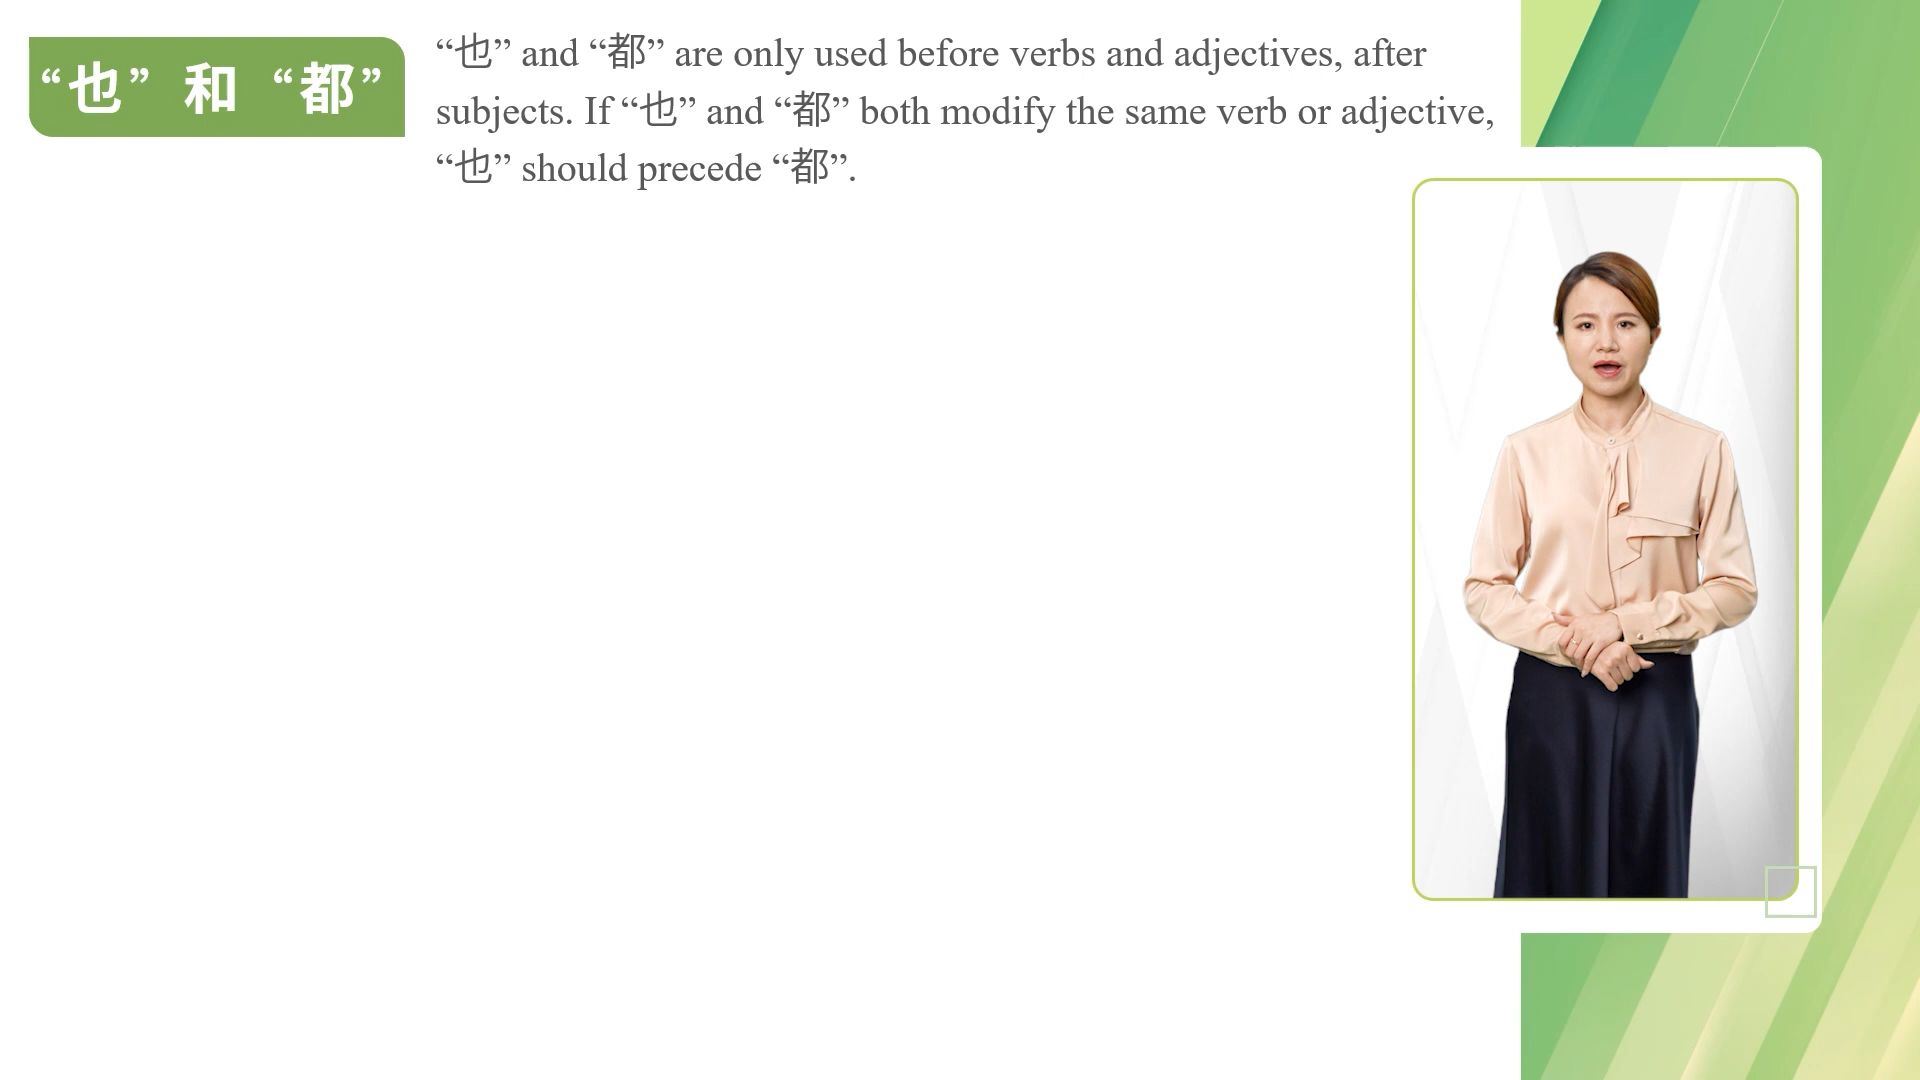 “也” 和 “都”
“也” and “都” are only used before verbs and adjectives, after
subjects. If “也” and “都” both modify the same verb or adjective,
“也” should precede “都”.